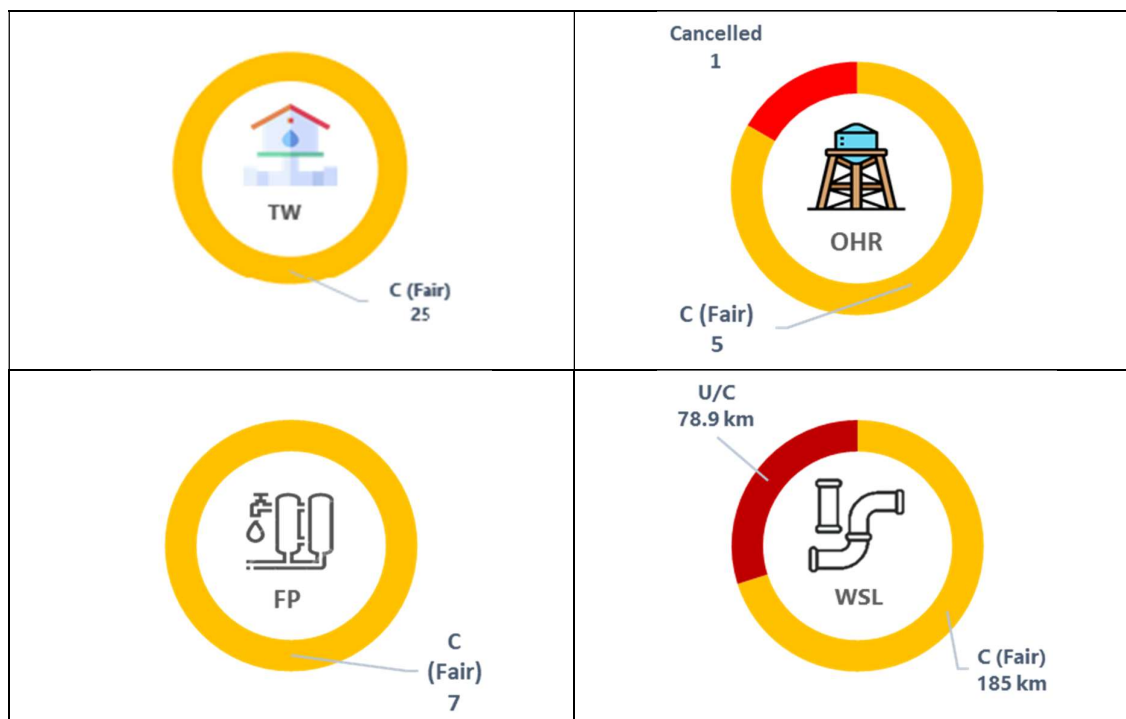 TW
C (Fair)
25
Cancelled
1
OHR
C (Fair)
5
FP
C
(Fair)
7
U/C
78.9 km
WSL
C (Fair)
185 km